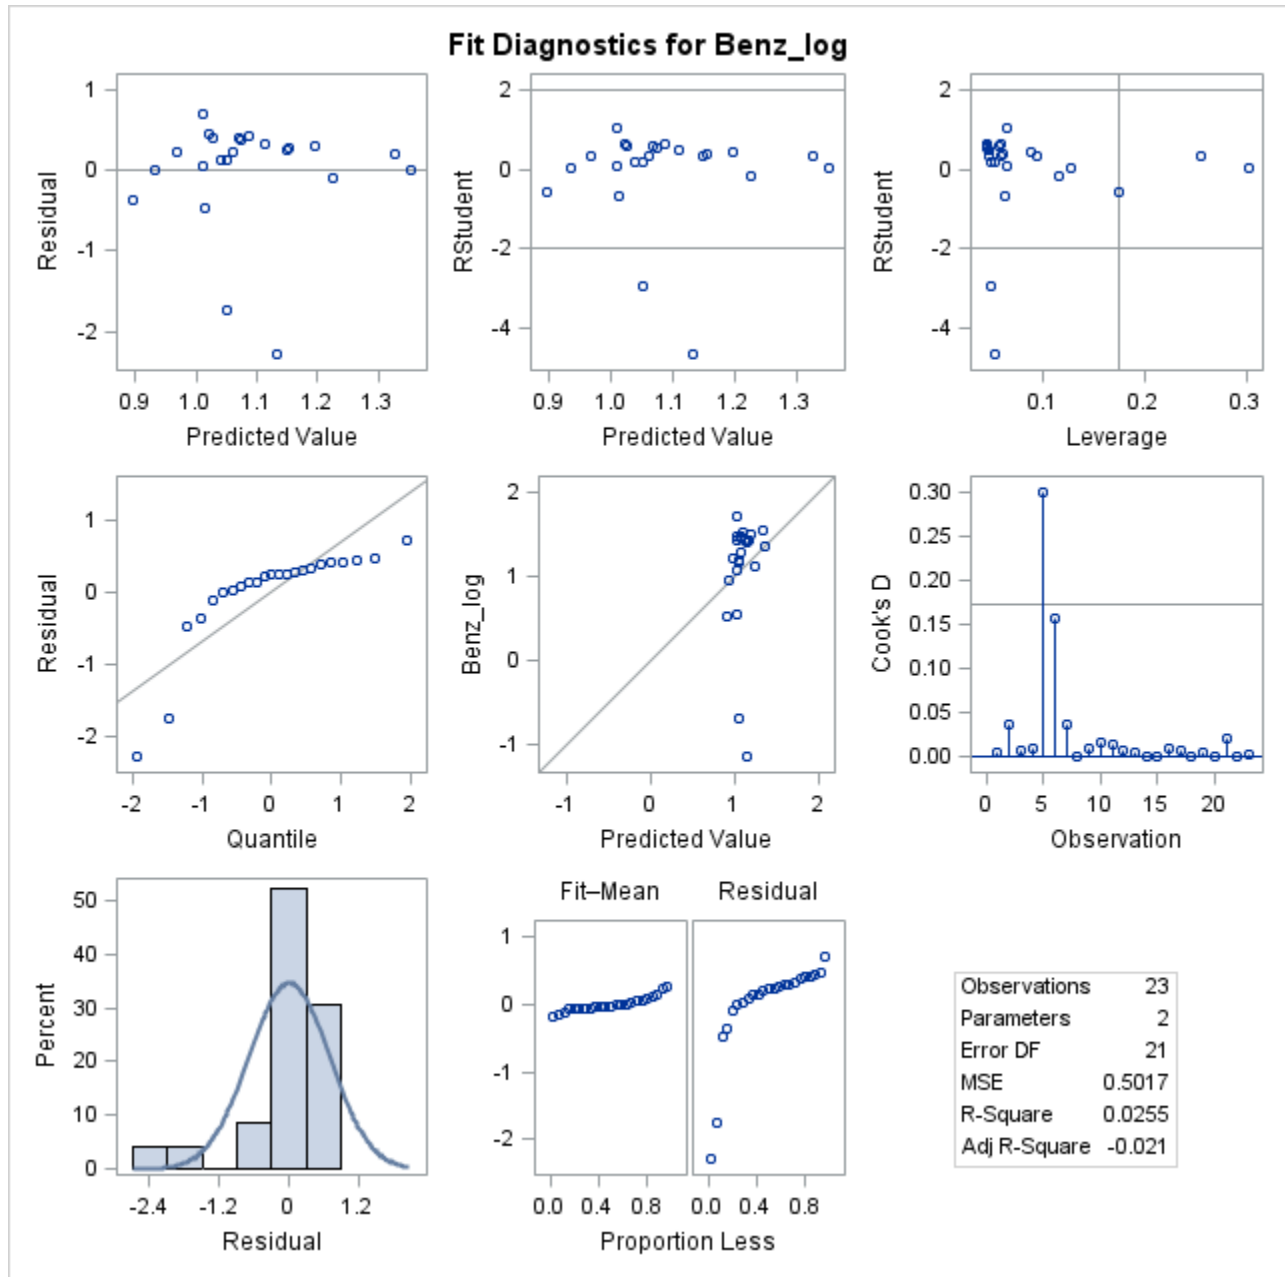 Fit Diagnostics for Benz_log
1
0
-1
-2
Residual
0.9 1.0 1.1 1.2 1.3
Predicted Value
2
0
-2
-4
RStudent
0.9 1.0 1.1 1.2 1.3
Predicted Value
2
0
-2
-4
RStudent
0.1 0.2 0.3
Leverage
1
0
-1
-2
Residual
-2 -1 0 1 2
Quantile
2
1
0
-1
Benz_log
-1 0 1 2
Predicted Value
0.30
0.25
0.20
0.15
0.10
0.05
0.00
Cook's D
0 5 10 15 20
Observation
50
40
30
20
10
0
Percent
-2.4 -1.2 0 1.2
Residual
Fit–Mean Residual
1
0
-1
-2
0.0 0.4 0.8 0.0 0.4 0.8
Proportion Less
Observations 23
Parameters 2
Error DF 21
MSE 0.5017
R-Square 0.0255
Adj R-Square -0.021